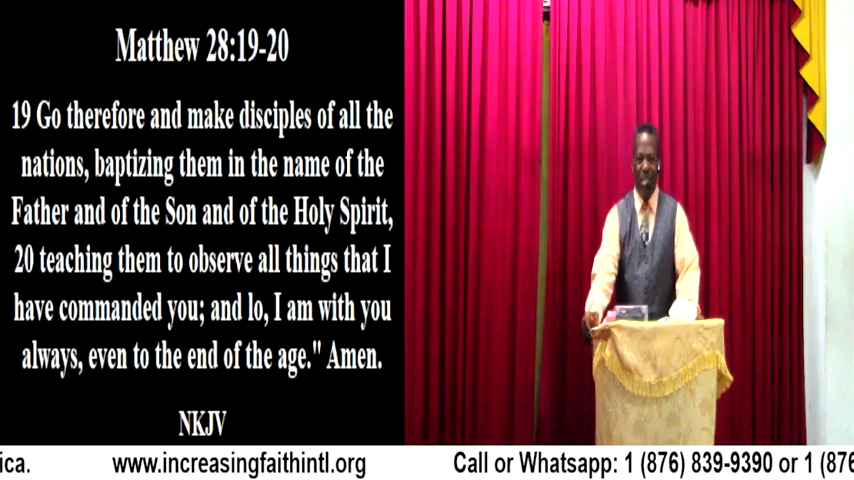 Matthew 28:19-20
19 Go therefore and make disciples of all the
nations, baptizing them in the name of the
Father and of the Son and of the Holy Spirit,
20 teaching them to observe all things that I
have commanded you; and lo, I am with you
always, even to the end of the age." Amen.
NKJV
ica. www.increasingfaithintl.org Call or Whatsapp: 1 (876) 839-9390 or 1 (876